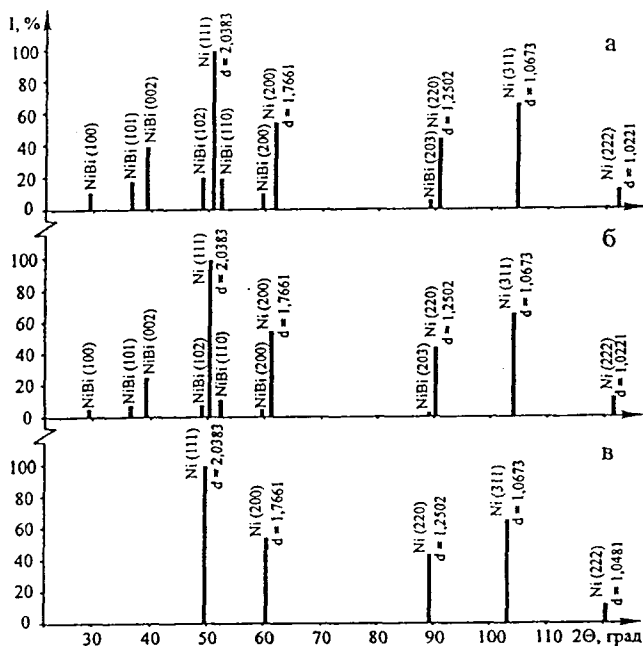 I, %
а
100
80
60
40
20
0
NiBi (100)
NiBi (101)
NiBi (002)
NiBi (102)
Ni (111)
d = 2,0383
NiBi (110)
NiBi (200)
Ni (200)
d = 1,7661
NiBi (203)
Ni (220)
d = 1,2502
Ni (311)
d = 1,0673
Ni (222)
d = 1,0221
б
100
80
60
40
20
0
NiBi (100)
NiBi (101)
NiBi (002)
NiBi (102)
Ni (111)
d = 2,0383
NiBi (110)
NiBi (200)
Ni (200)
d = 1,7661
NiBi (203)
Ni (220)
d = 1,2502
Ni (311)
d = 1,0673
Ni (222)
d = 1,0221
в
100
80
60
40
20
0
Ni (111)
d = 2,0383
Ni (200)
d = 1,7661
Ni (220)
d = 1,2502
Ni (311)
d = 1,0673
Ni (222)
d = 1,0481
30 40 50 60 70 80 90 100 110 2Θ, град